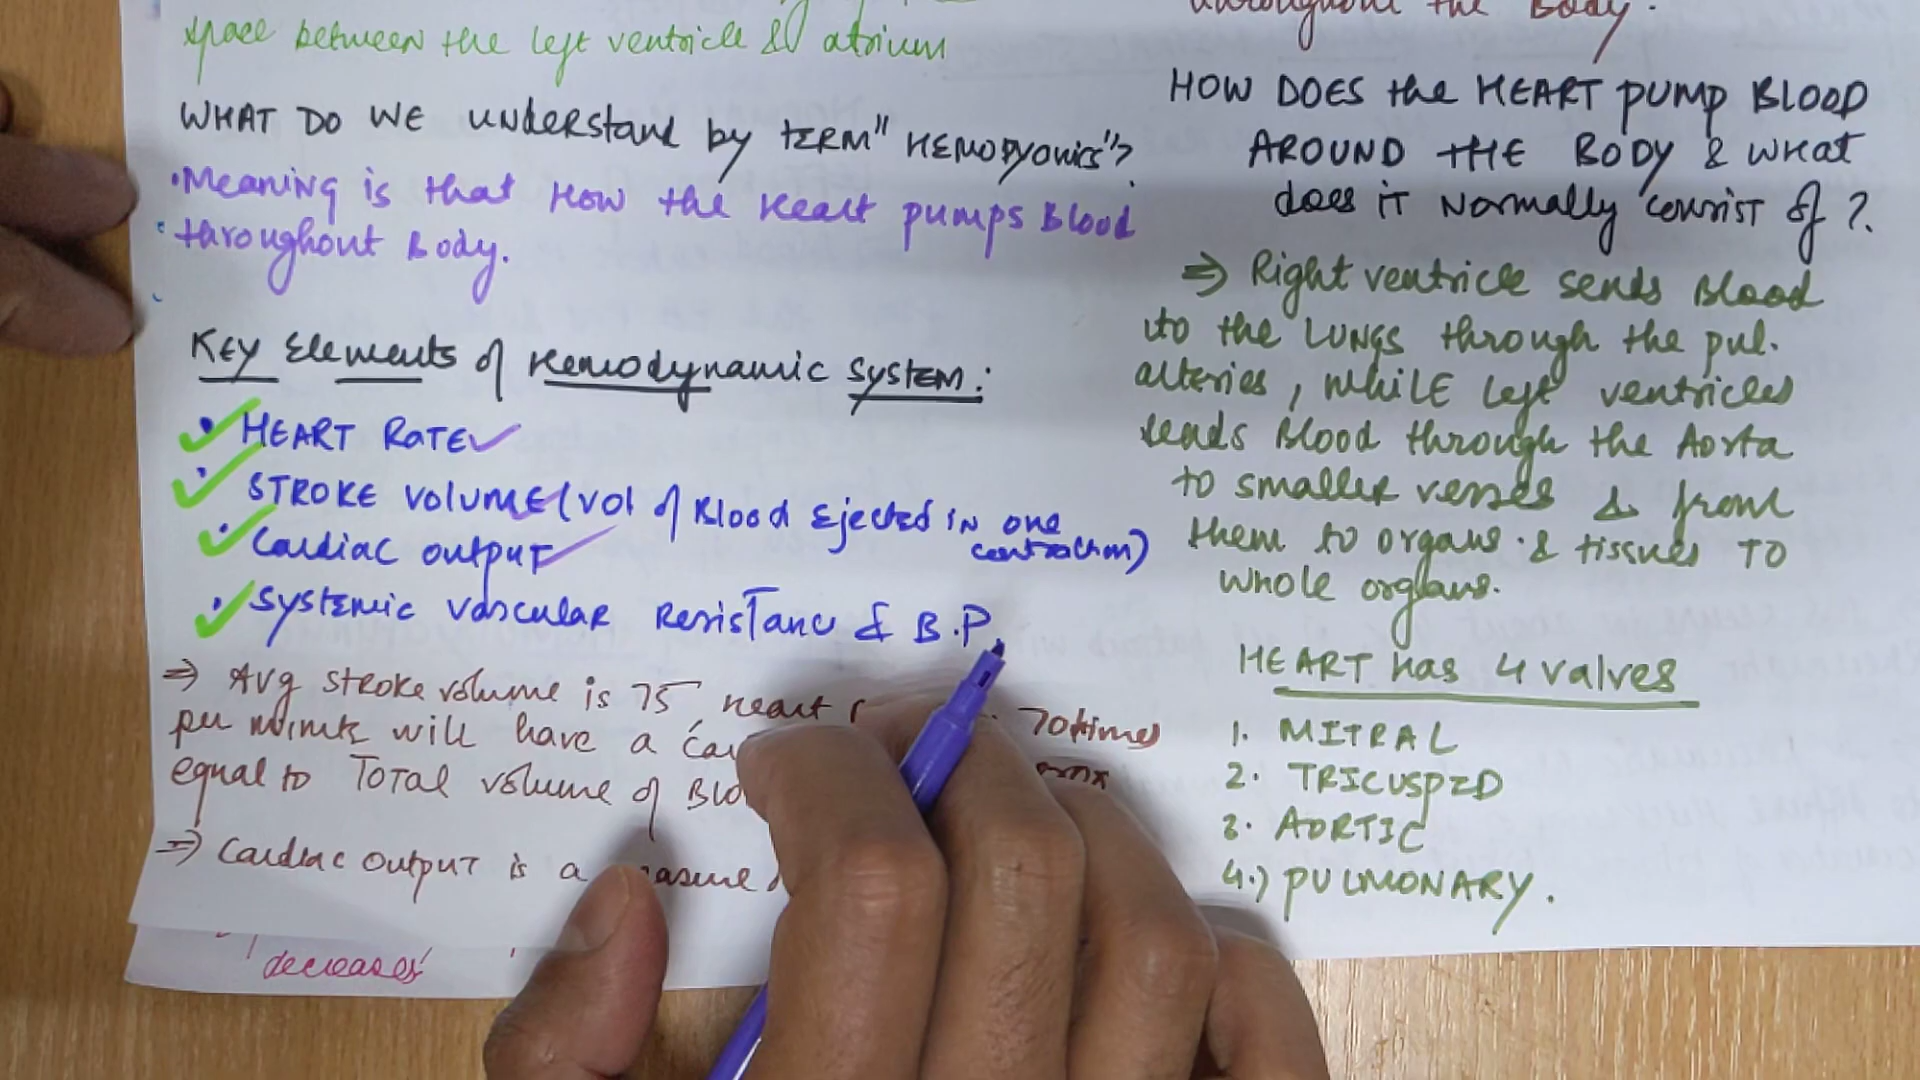 space between the left ventricle & atrium
WHAT DO WE understand by TERM" HEMODYOnics"?
• Meaning is that How the Heart pumps Blood
• throughout Body.
KEY Elements of Hemodynamic SYSTEM:
• HEART RATE
• STROKE VOLUME (vol of Blood Ejected in one
contraction)
• Cardiac output
• Systemic vascular Resistance & B.P.
⇒ Avg stroke volume is 75, heart 70 times
per minute will have a
equal to Total volume of
⇒ Cardiac output is a
decreases
throughout the Body.
HOW DOES the HEART PUMP BLOOD
AROUND THE BODY & what
does iT Normally consist of?
⇒ Right ventricle sends Blood
to the LUNGS through the pul.
arteries, while left ventricles
sends Blood through the Aorta
to smaller vesses & from
them to organs & tissues TO
whole organs.
HEART has 4 valves
1. MITRAL
2. TRICUSPID
3. AORTIC
4.) PULMONARY.